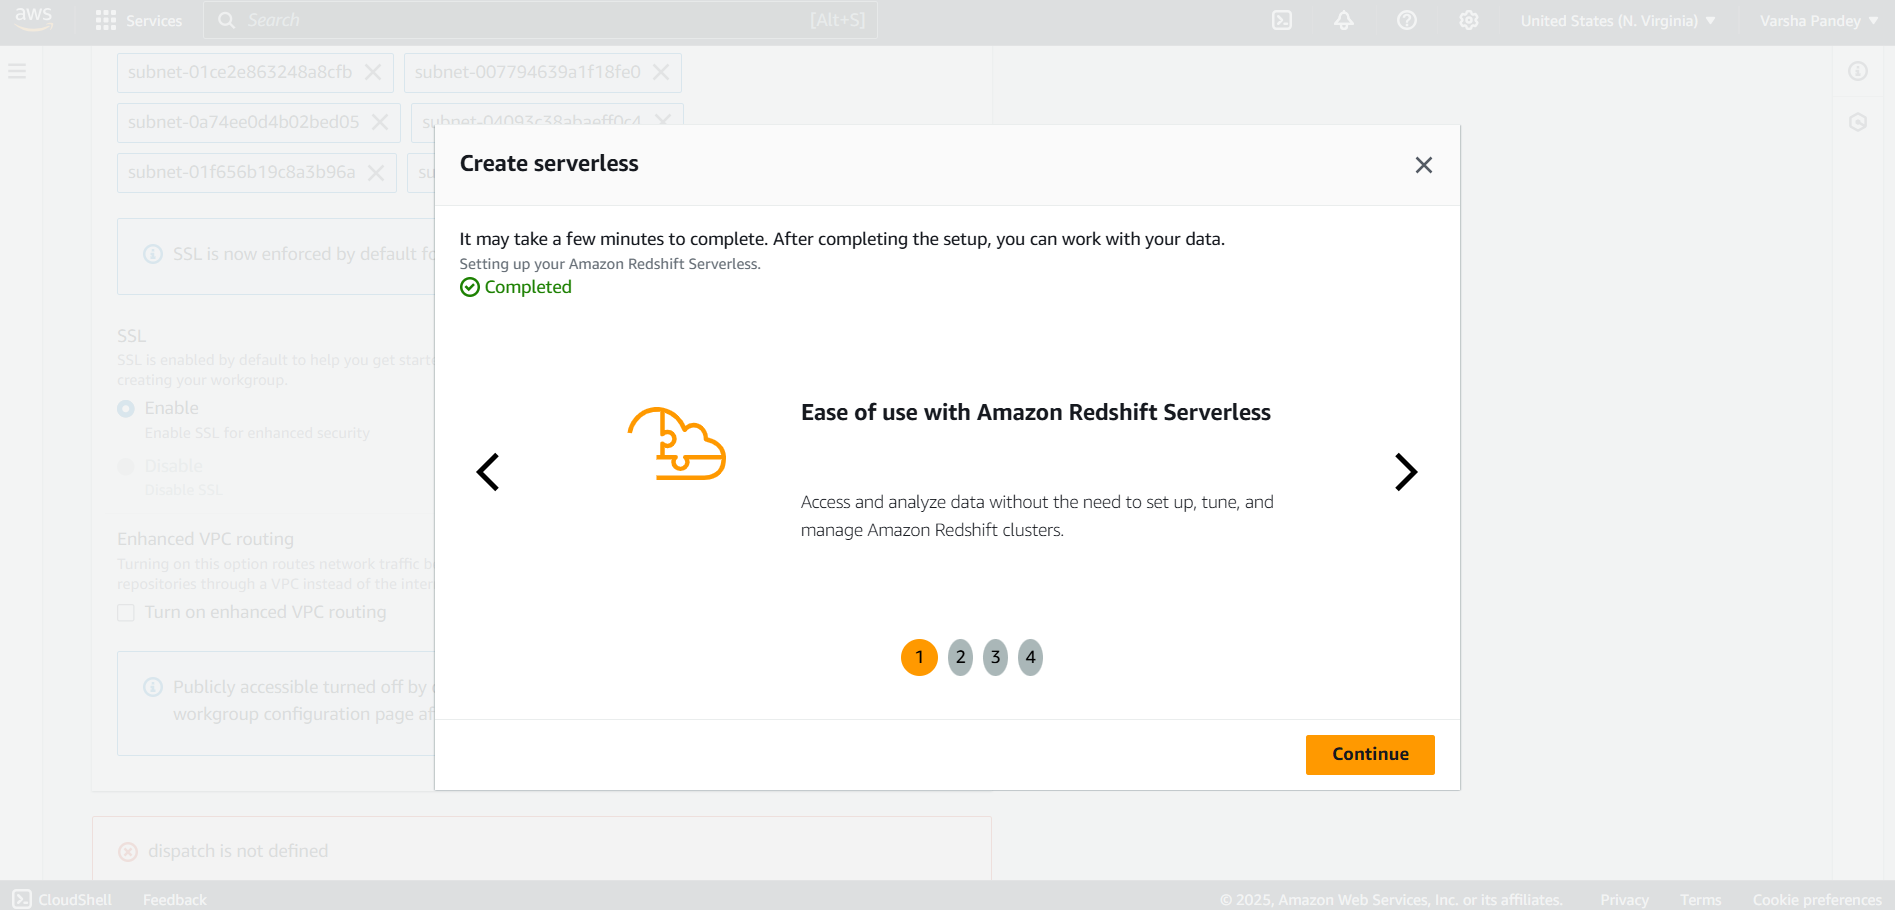 aws
Services
Search
[Alt+S]
United States (N. Virginia)
Varsha Pandey
subnet-01ce2e863248a8cfb
subnet-007794639a1f18fe0
subnet-0a74ee0d4b02bed05
subnet-04093c38abaeff0c4
subnet-01f656b19c8a3b96a
su
SSL is now enforced by default fo
SSL
SSL is enabled by default to help you get starte
creating your workgroup.
Enable
Enable SSL for enhanced security
Disable
Disable SSL
Enhanced VPC routing
Turning on this option routes network traffic b
repositories through a VPC instead of the inter
Turn on enhanced VPC routing
Publicly accessible turned off by
workgroup configuration page af
dispatch is not defined
Create serverless
It may take a few minutes to complete. After completing the setup, you can work with your data.
Setting up your Amazon Redshift Serverless.
Completed
Ease of use with Amazon Redshift Serverless
Access and analyze data without the need to set up, tune, and
manage Amazon Redshift clusters.
1 2 3 4
Continue
CloudShell
Feedback
© 2025, Amazon Web Services, Inc. or its affiliates.
Privacy
Terms
Cookie preferences